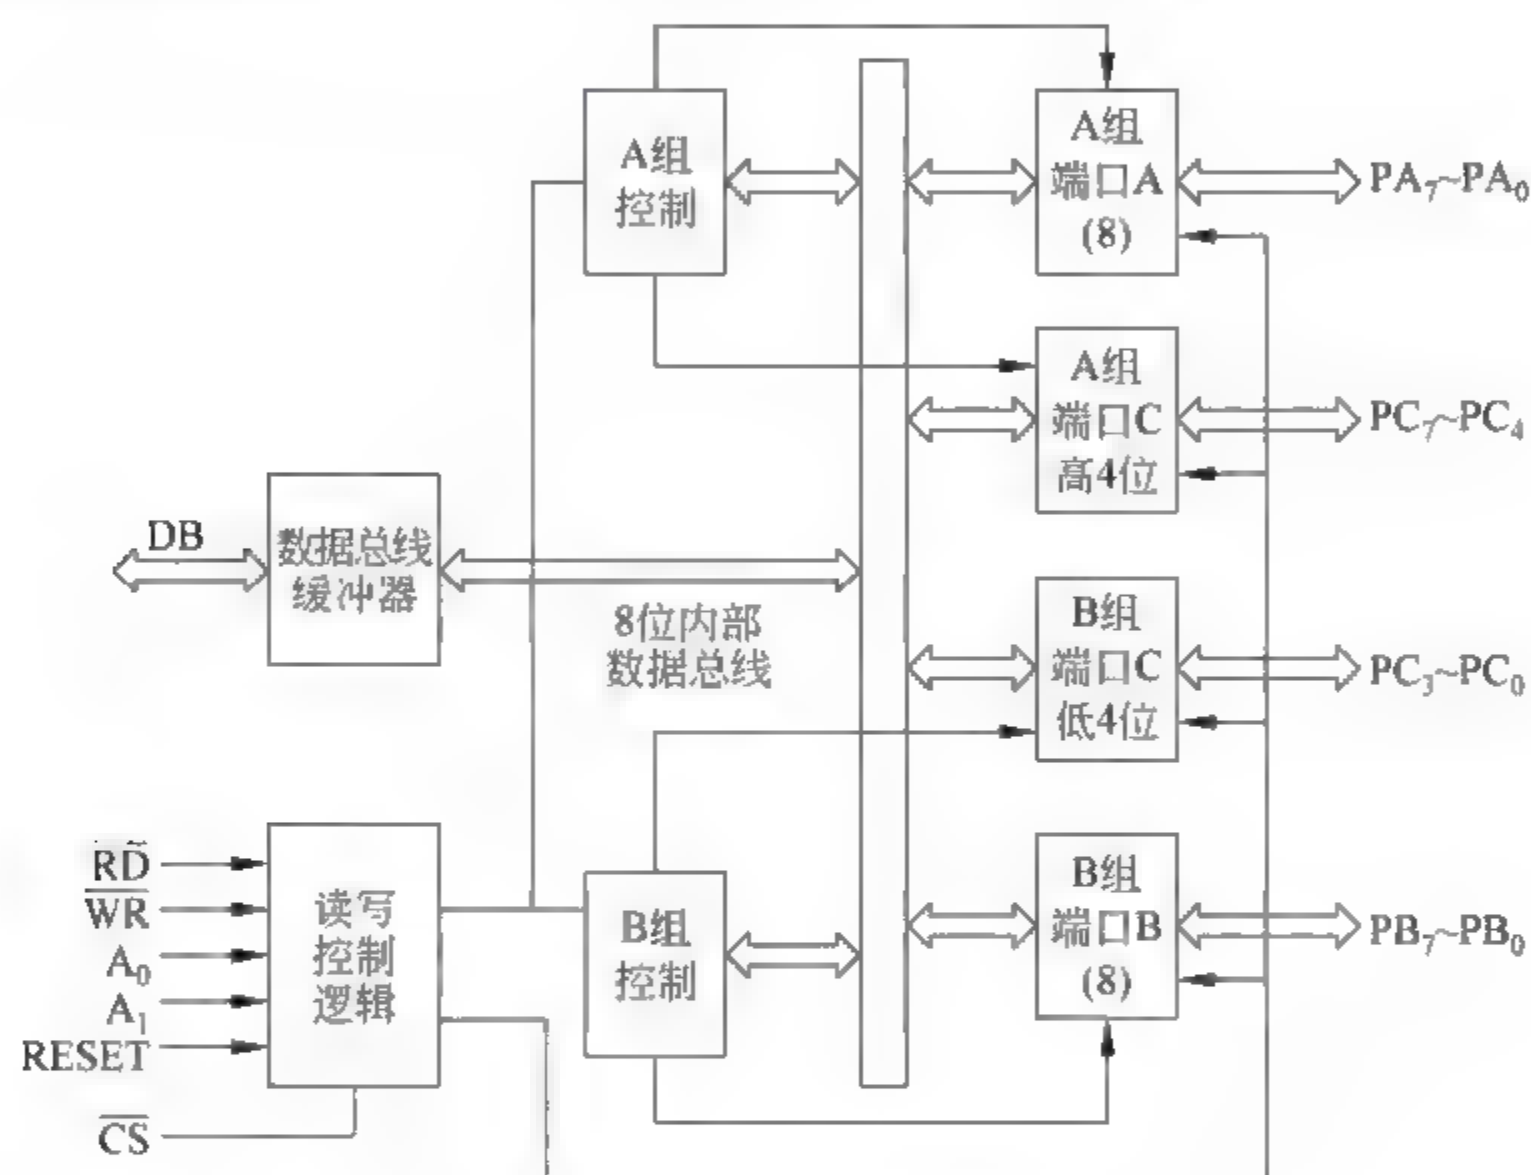 A组
控制
A组
端口A
(8)
PA₇~PA₀
A组
端口C
高4位
PC₇~PC₄
DB
数据总线
缓冲器
8位内部
数据总线
B组
端口C
低4位
PC₃~PC₀
R̅D̅
W̅R̅
A₀
A₁
RESET
C̅S̅
读写
控制
逻辑
B组
控制
B组
端口B
(8)
PB₇~PB₀